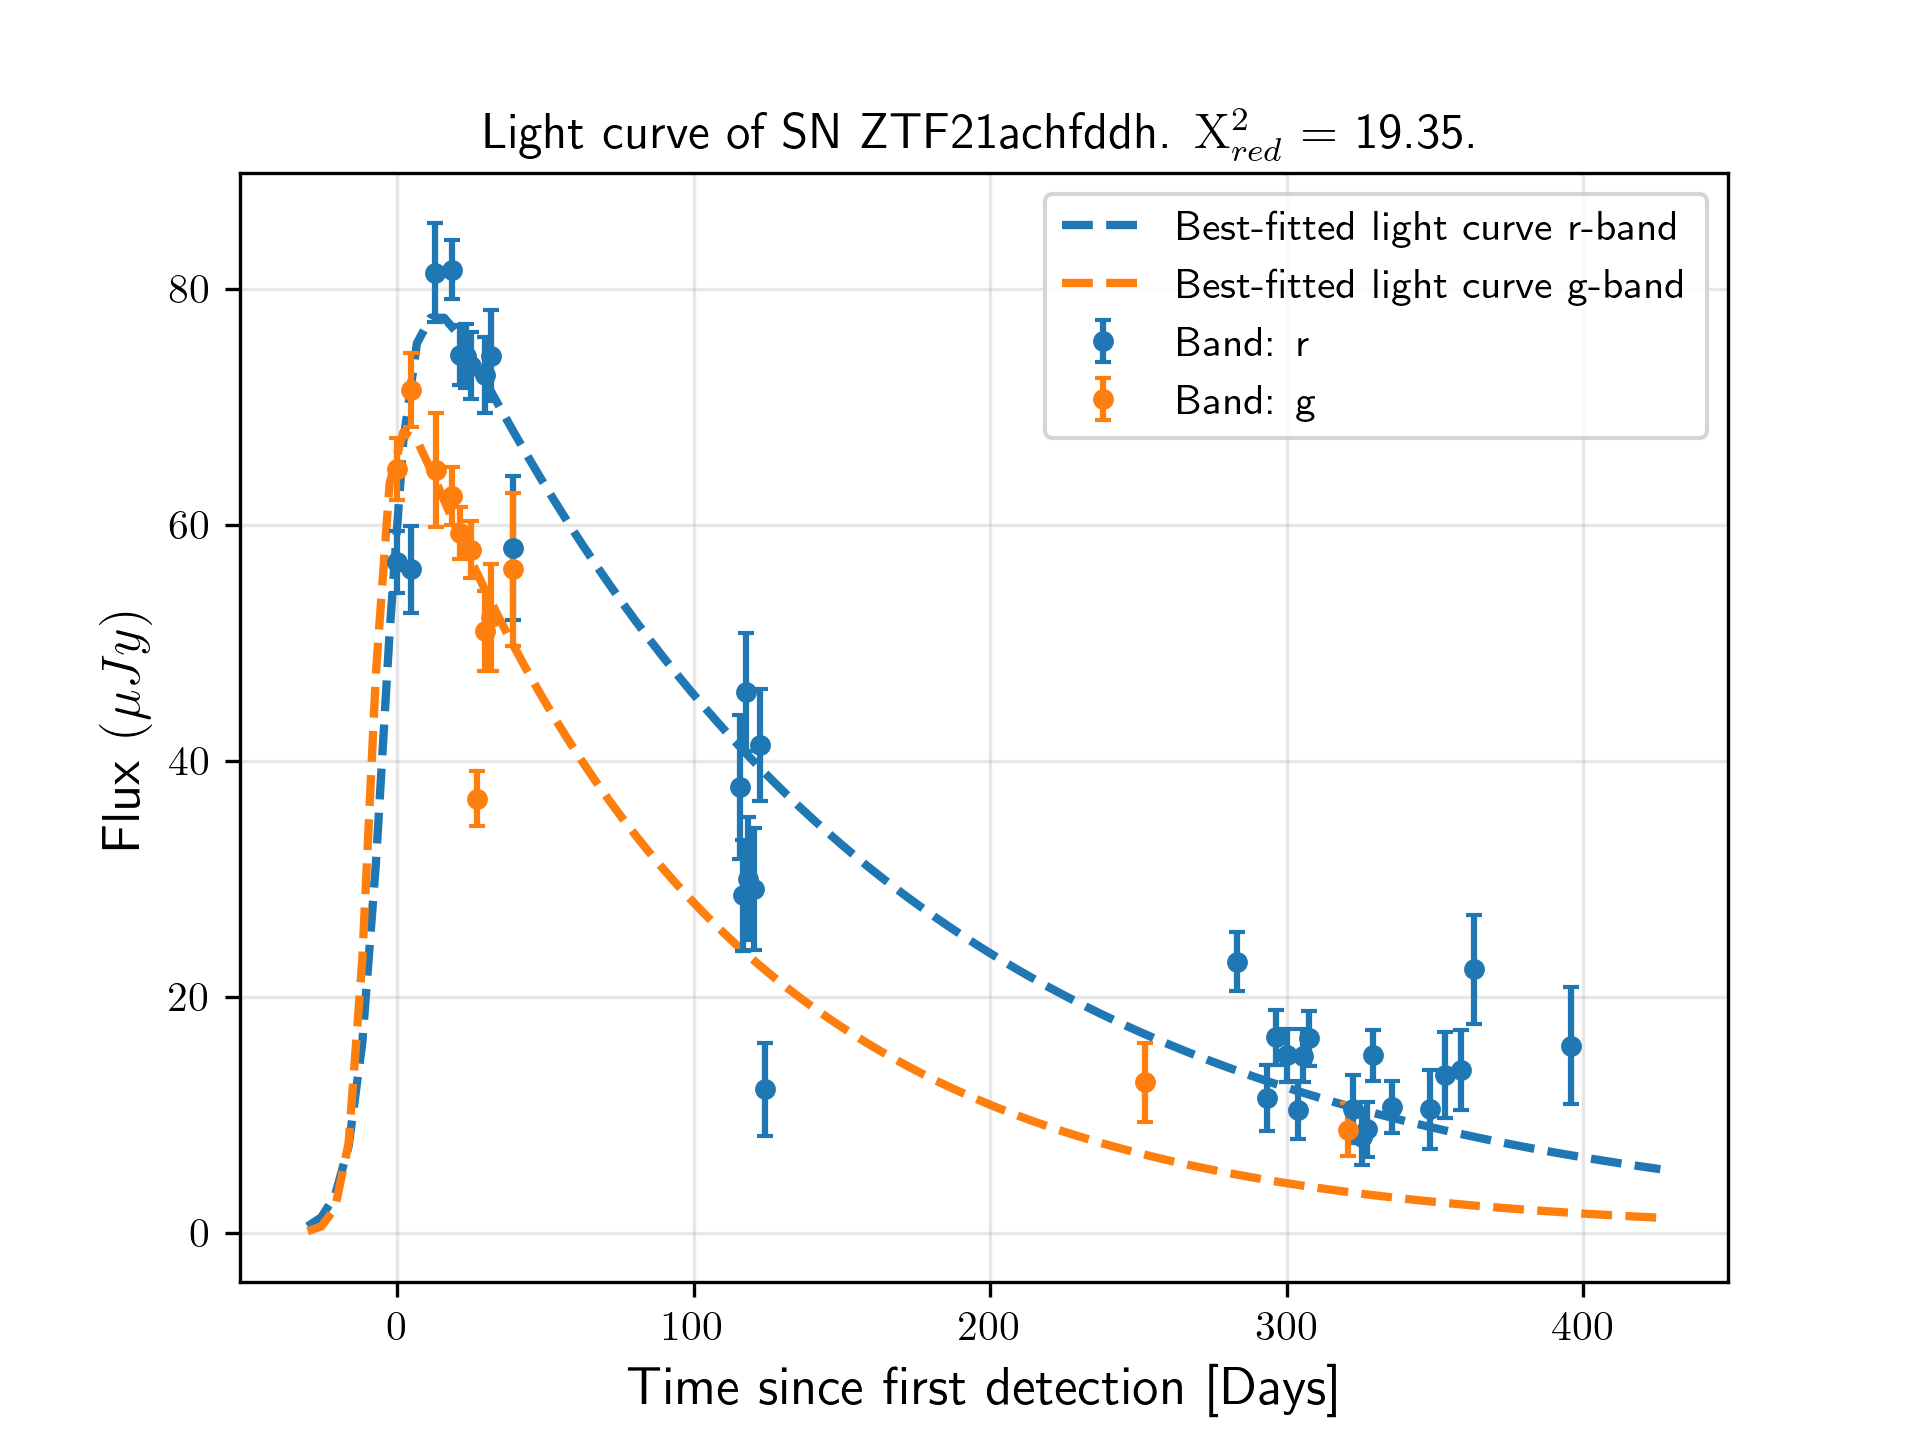 Light curve of SN ZTF21achfddh. X²_red = 19.35.
Best-fitted light curve r-band
Best-fitted light curve g-band
Band: r
Band: g
Flux (μJy)
80
60
40
20
0
0 100 200 300 400
Time since first detection [Days]